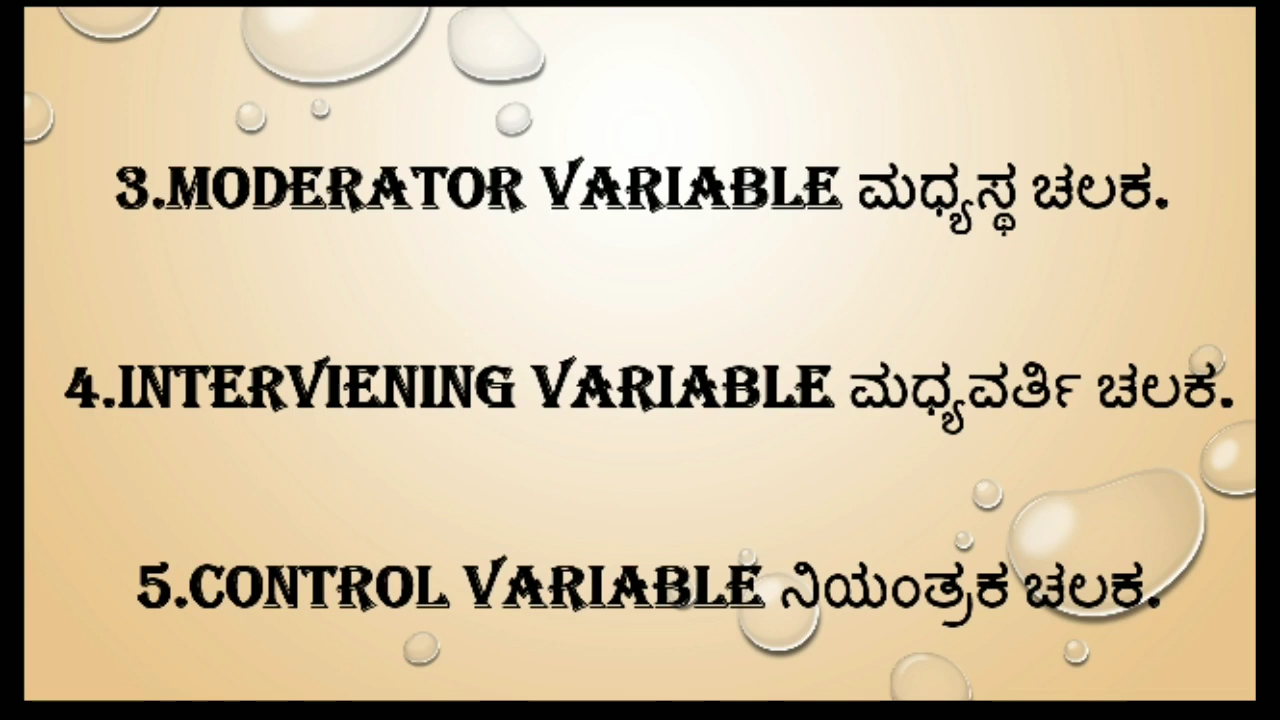 3.MODERATOR VARIABLE ಮಧ್ಯಸ್ಥ ಚಲಕ.
4.INTERVIENING VARIABLE ಮಧ್ಯವರ್ತಿ ಚಲಕ.
5.CONTROL VARIABLE ನಿಯಂತ್ರಕ ಚಲಕ.